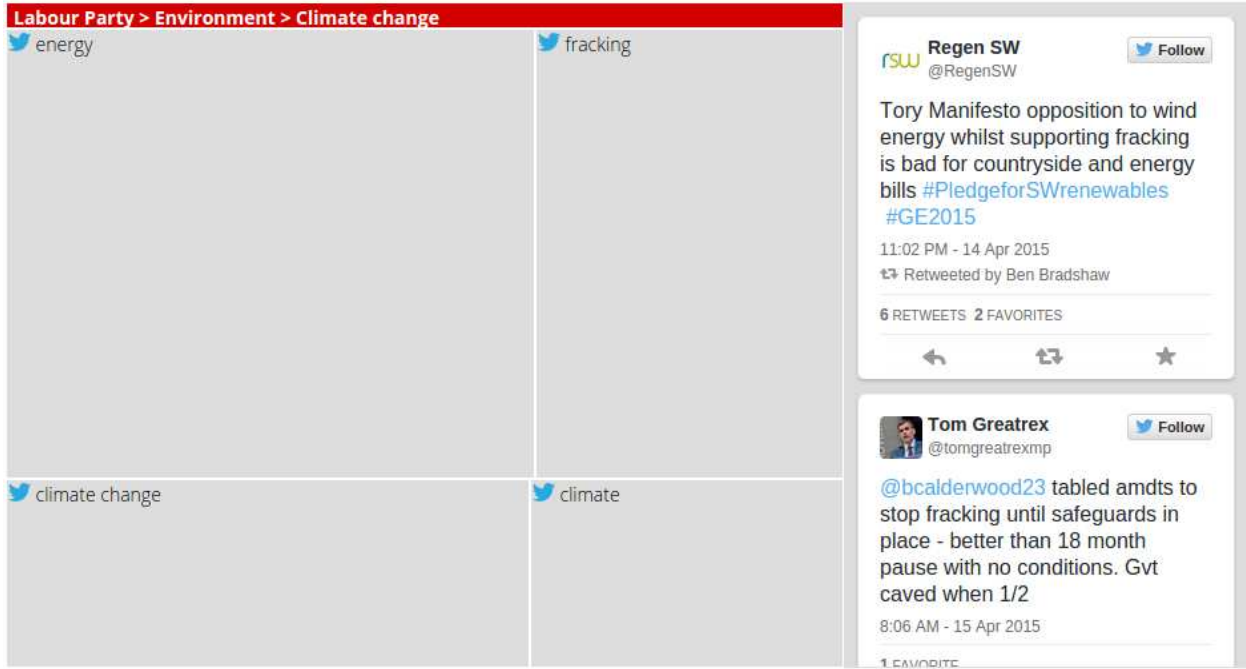 Labour Party > Environment > Climate change
energy
fracking
climate change
climate
rsw
Regen SW
@RegenSW
Follow
Tory Manifesto opposition to wind
energy whilst supporting fracking
is bad for countryside and energy
bills #PledgeforSWrenewables
#GE2015
11:02 PM - 14 Apr 2015
Retweeted by Ben Bradshaw
6 RETWEETS 2 FAVORITES
Tom Greatrex
@tomgreatrexmp
Follow
@bcalderwood23 tabled amdts to
stop fracking until safeguards in
place - better than 18 month
pause with no conditions. Gvt
caved when 1/2
8:06 AM - 15 Apr 2015
1 FAVORITE